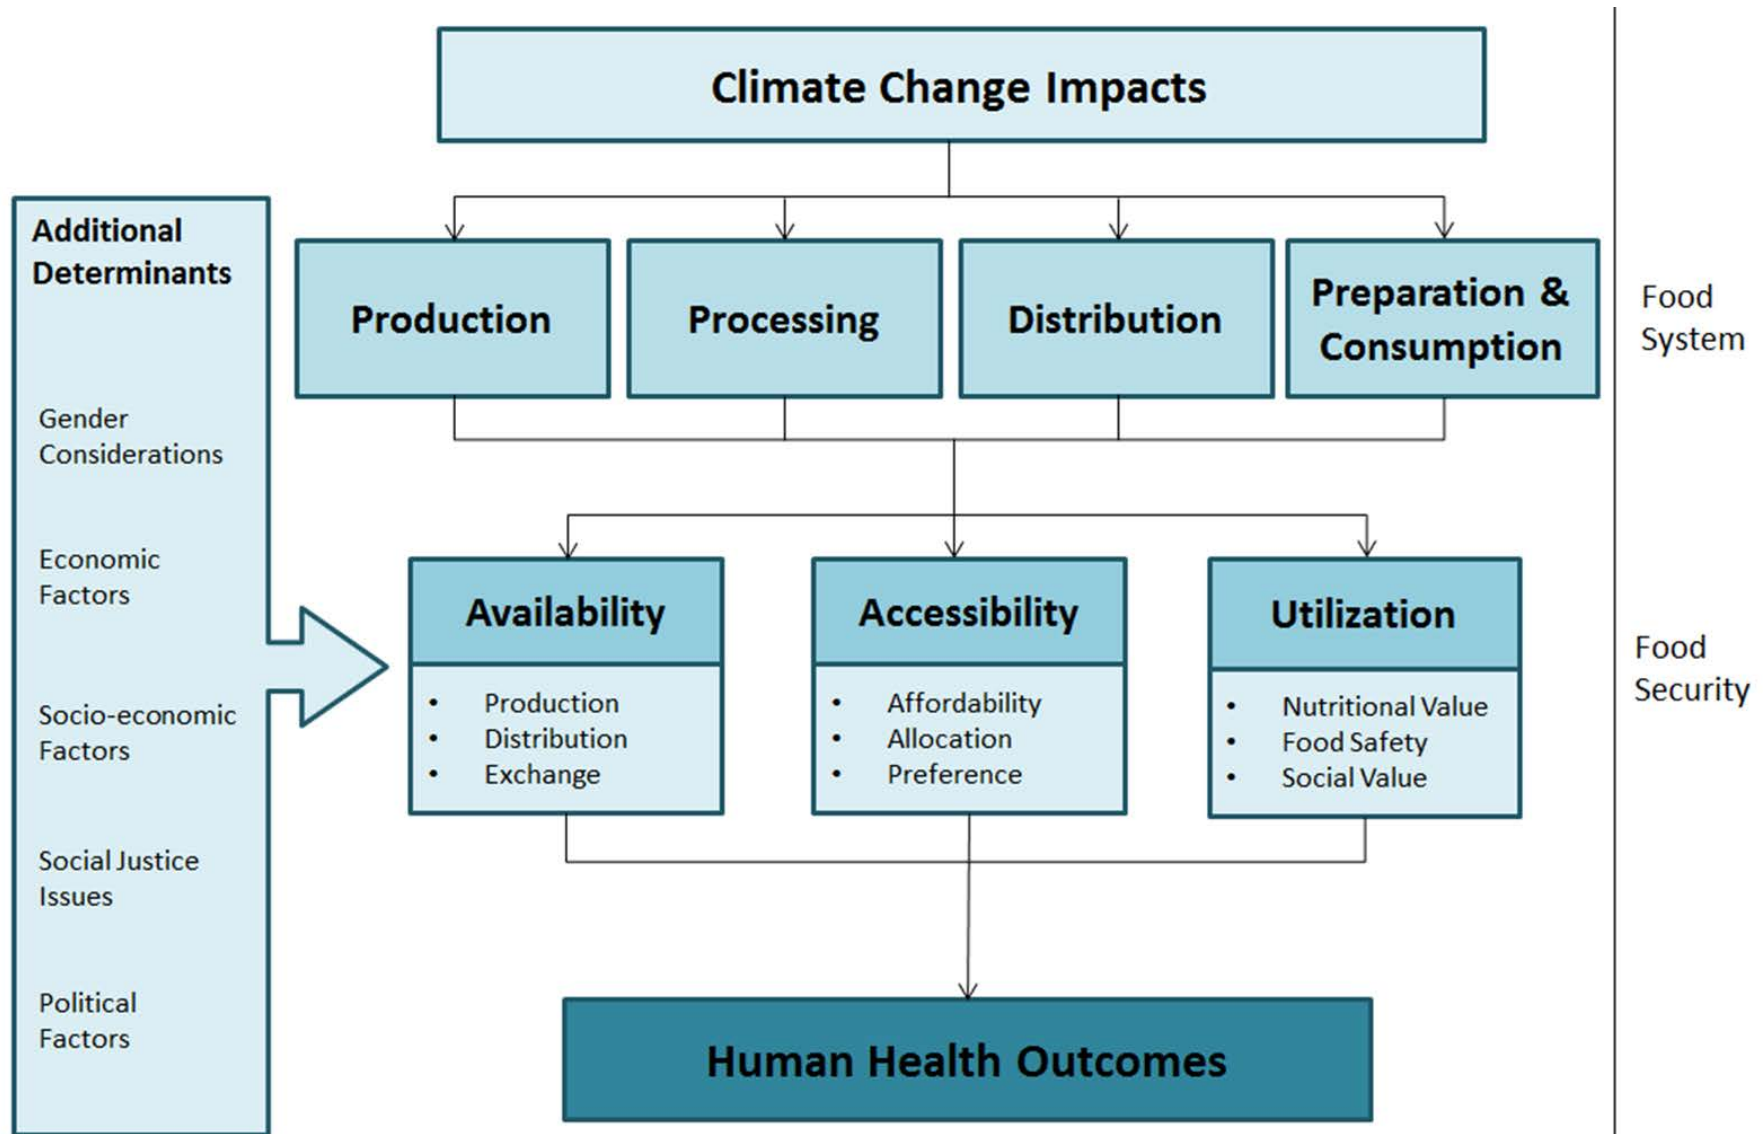 Climate Change Impacts
Additional
Determinants
Gender
Considerations
Economic
Factors
Socio-economic
Factors
Social Justice
Issues
Political
Factors
Production
Processing
Distribution
Preparation &
Consumption
Food
System
Availability
• Production
• Distribution
• Exchange
Accessibility
• Affordability
• Allocation
• Preference
Utilization
• Nutritional Value
• Food Safety
• Social Value
Food
Security
Human Health Outcomes